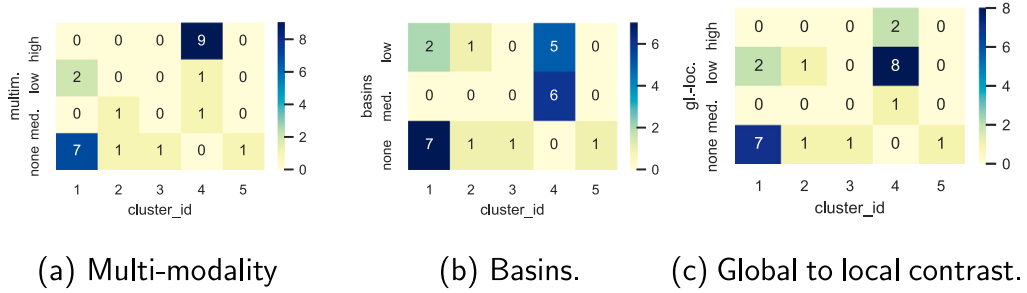 high 0 0 0 9 0 8
low 2 0 0 1 0 6
med. 0 1 0 1 0 4
none 7 1 1 0 1 2
0
multim.
1 2 3 4 5
cluster_id
(a) Multi-modality
low 2 1 0 5 0 6
med. 0 0 0 6 0 4
none 7 1 1 0 1 2
0
basins
1 2 3 4 5
cluster_id
(b) Basins.
high 0 0 0 2 0 8
low 2 1 0 8 0 6
med. 0 0 0 1 0 4
none 7 1 1 0 1 2
0
gl.-loc.
1 2 3 4 5
cluster_id
(c) Global to local contrast.